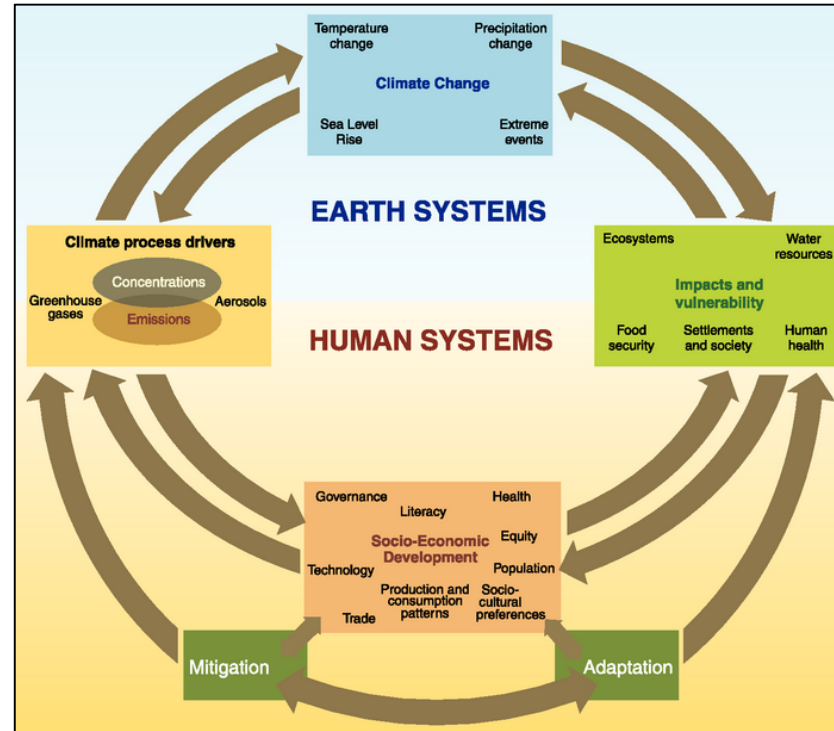 Temperature
change
Precipitation
change
Climate Change
Sea Level
Rise
Extreme
events
EARTH SYSTEMS
Climate process drivers
Concentrations
Greenhouse
gases
Aerosols
Emissions
Ecosystems
Water
resources
Impacts and
vulnerability
Food
security
Settlements
and society
Human
health
HUMAN SYSTEMS
Governance
Literacy
Health
Socio-Economic
Development
Equity
Technology
Population
Production and
consumption
patterns
Socio-
cultural
preferences
Trade
Mitigation
Adaptation